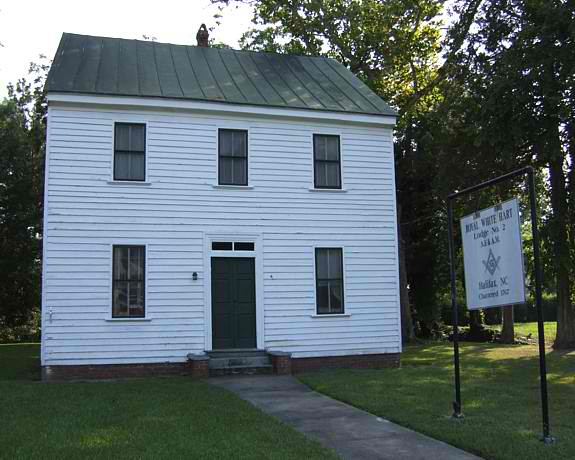 ROYAL WHITE HART
Lodge No. 2
A.F.&A.M.
Halifax, NC
Chartered 1767